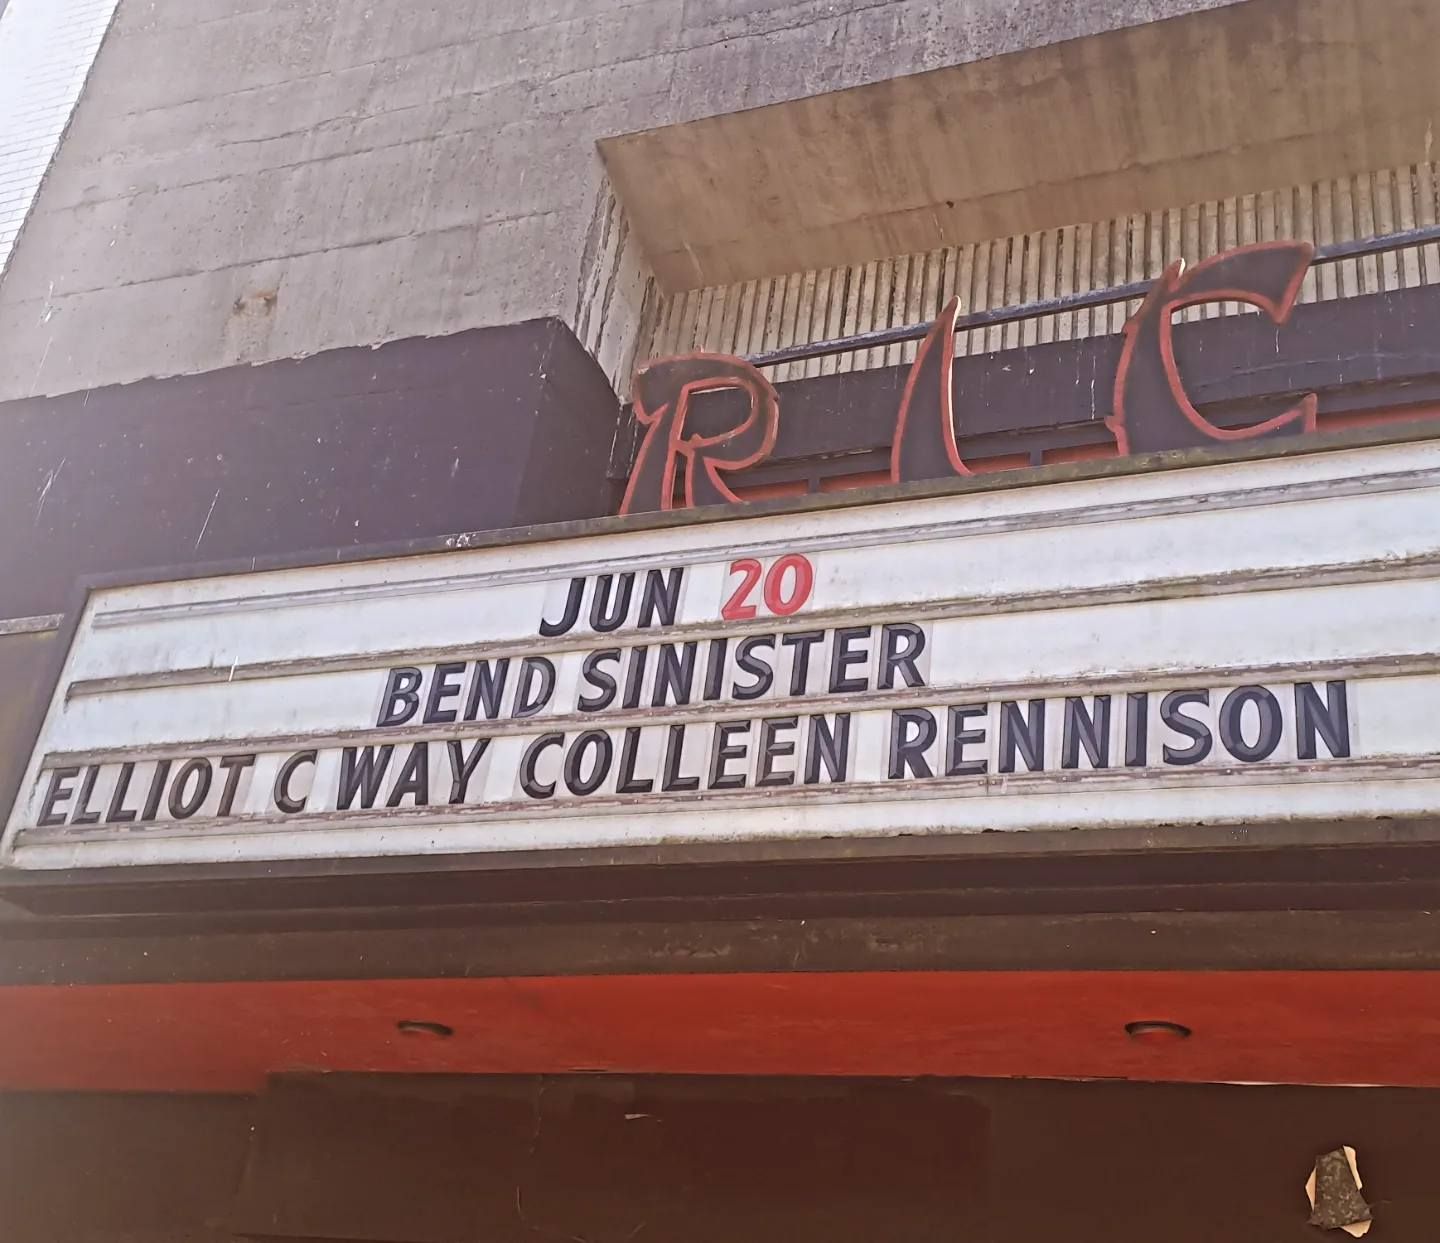 RIC
JUN 20
BEND SINISTER
ELLIOT C WAY COLLEEN RENNISON